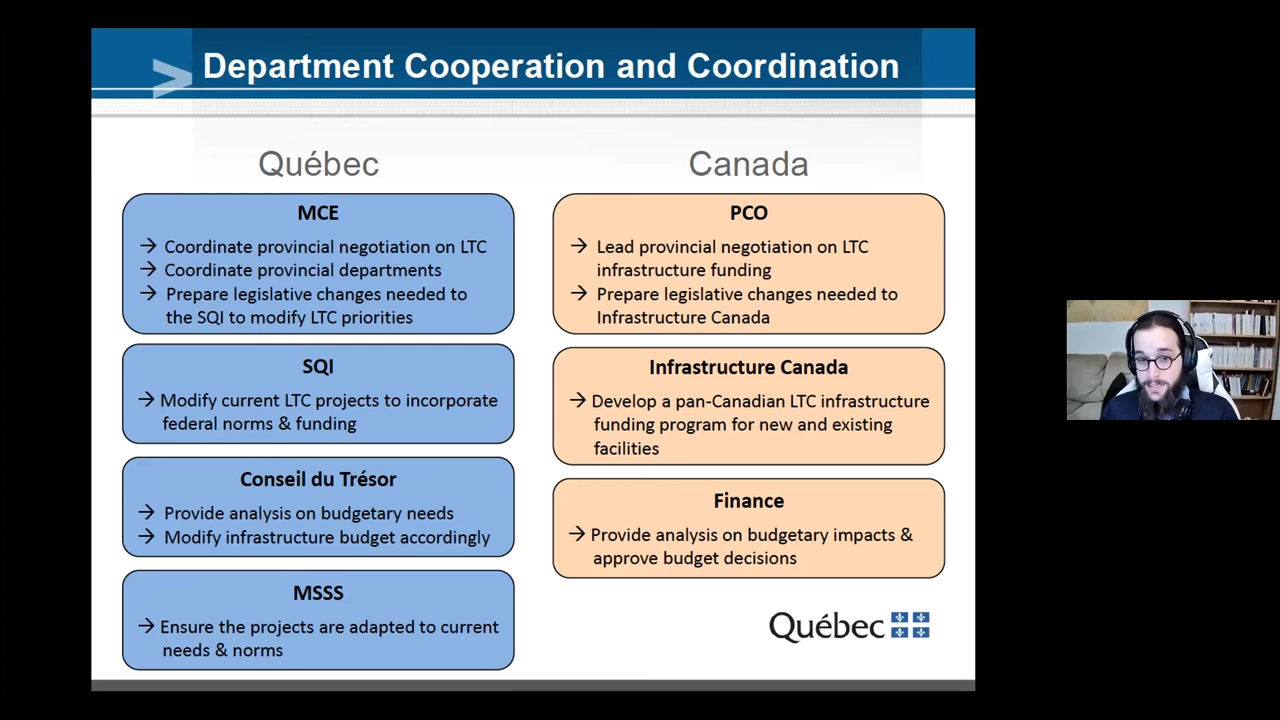 > Department Cooperation and Coordination
Québec
MCE
→ Coordinate provincial negotiation on LTC
→ Coordinate provincial departments
→ Prepare legislative changes needed to
the SQI to modify LTC priorities
SQI
→ Modify current LTC projects to incorporate
federal norms & funding
Conseil du Trésor
→ Provide analysis on budgetary needs
→ Modify infrastructure budget accordingly
MSSS
→ Ensure the projects are adapted to current
needs & norms
Canada
PCO
→ Lead provincial negotiation on LTC
infrastructure funding
→ Prepare legislative changes needed to
Infrastructure Canada
Infrastructure Canada
→ Develop a pan-Canadian LTC infrastructure
funding program for new and existing
facilities
Finance
→ Provide analysis on budgetary impacts &
approve budget decisions
Québec